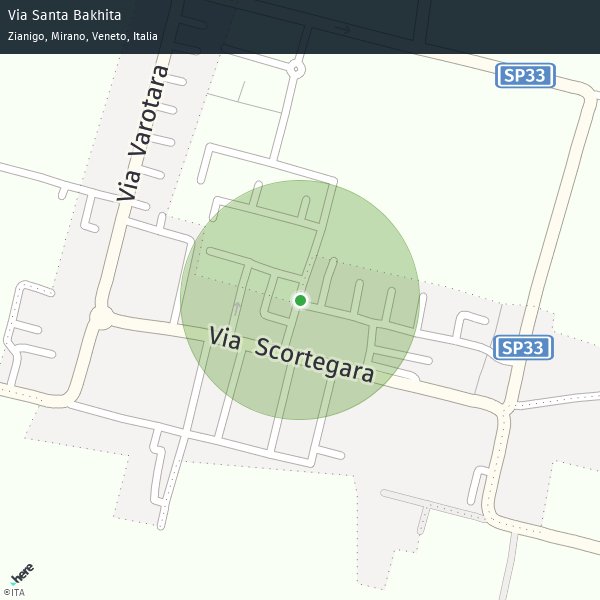 Via Santa Bakhita
Zianigo, Mirano, Veneto, Italia
SP33
Via Varotara
SP33
Via Scortegara
here
©ITA